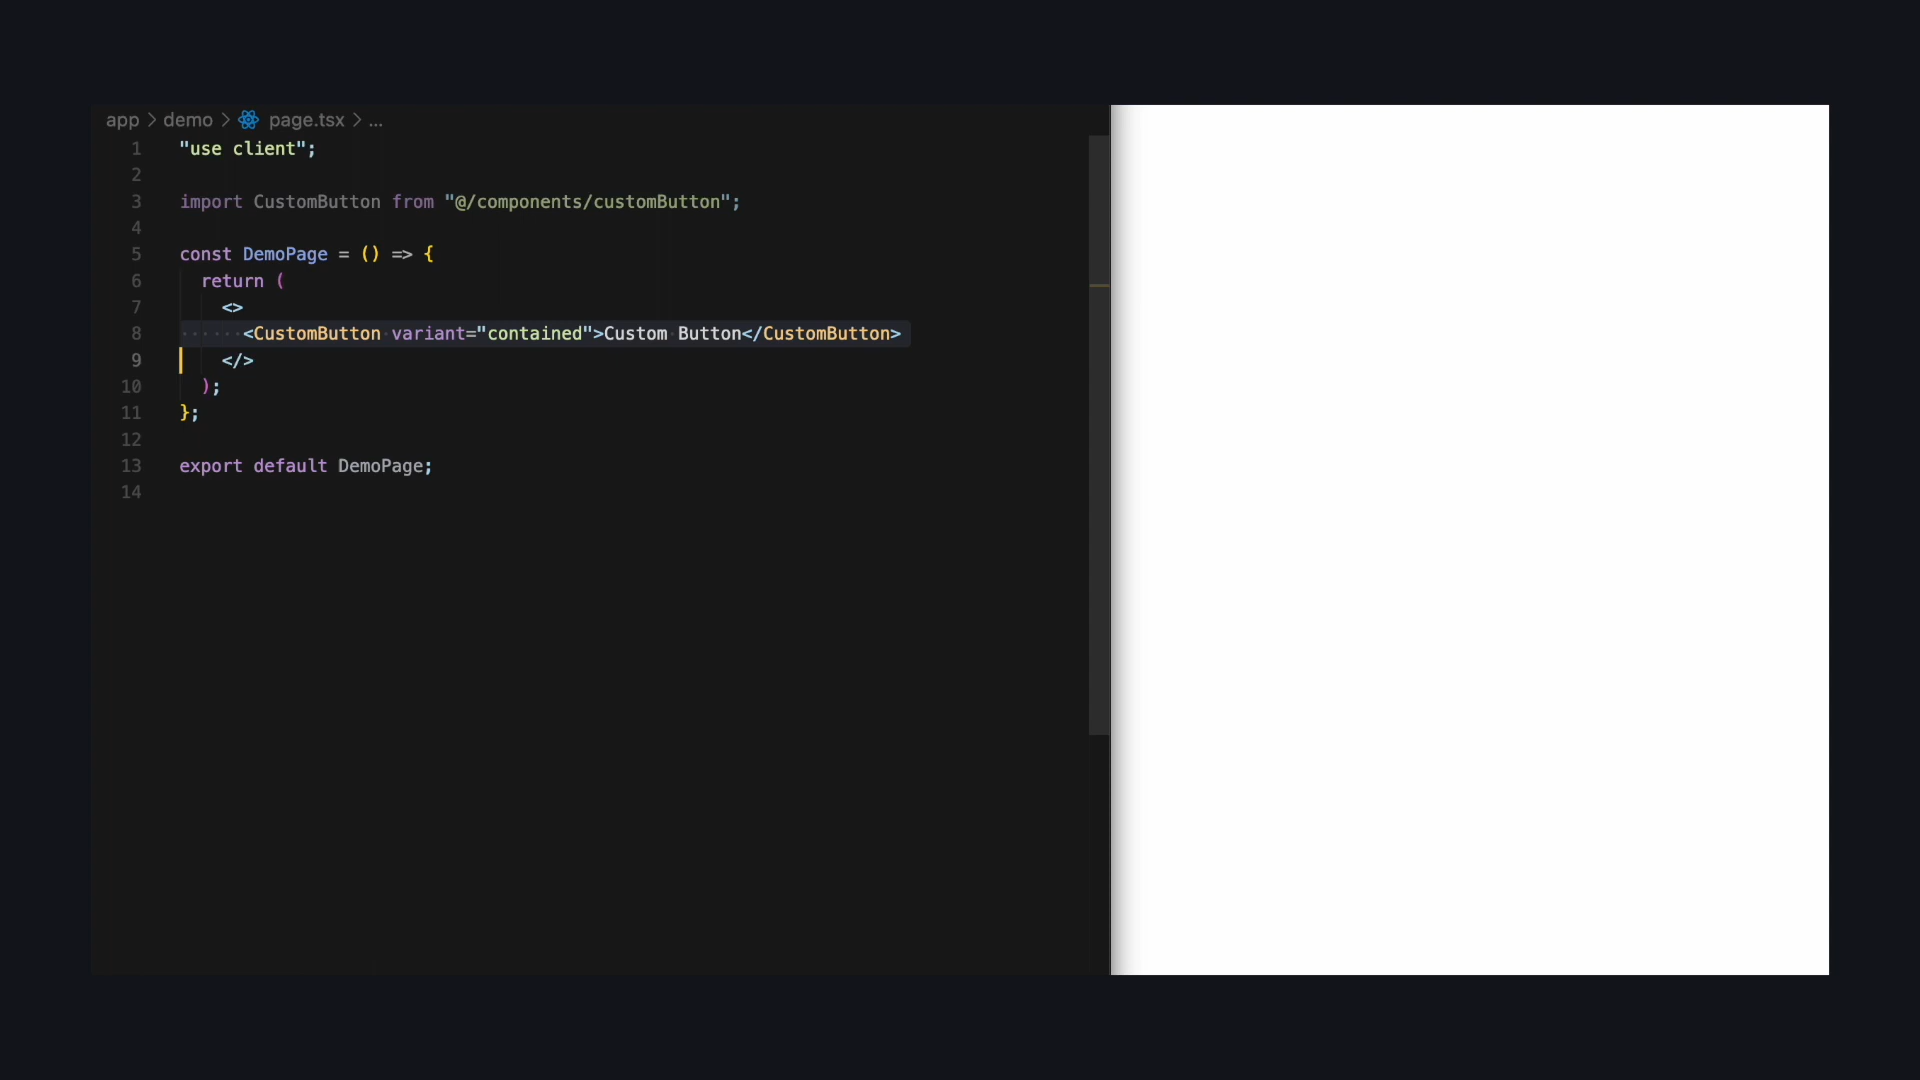 app > demo > page.tsx > ...
1 "use client";
2
3 import CustomButton from "@/components/customButton";
4
5 const DemoPage = () => {
6 return (
7 <>
8 <CustomButton variant="contained">Custom Button</CustomButton>
9 </>
10 );
11 };
12
13 export default DemoPage;
14